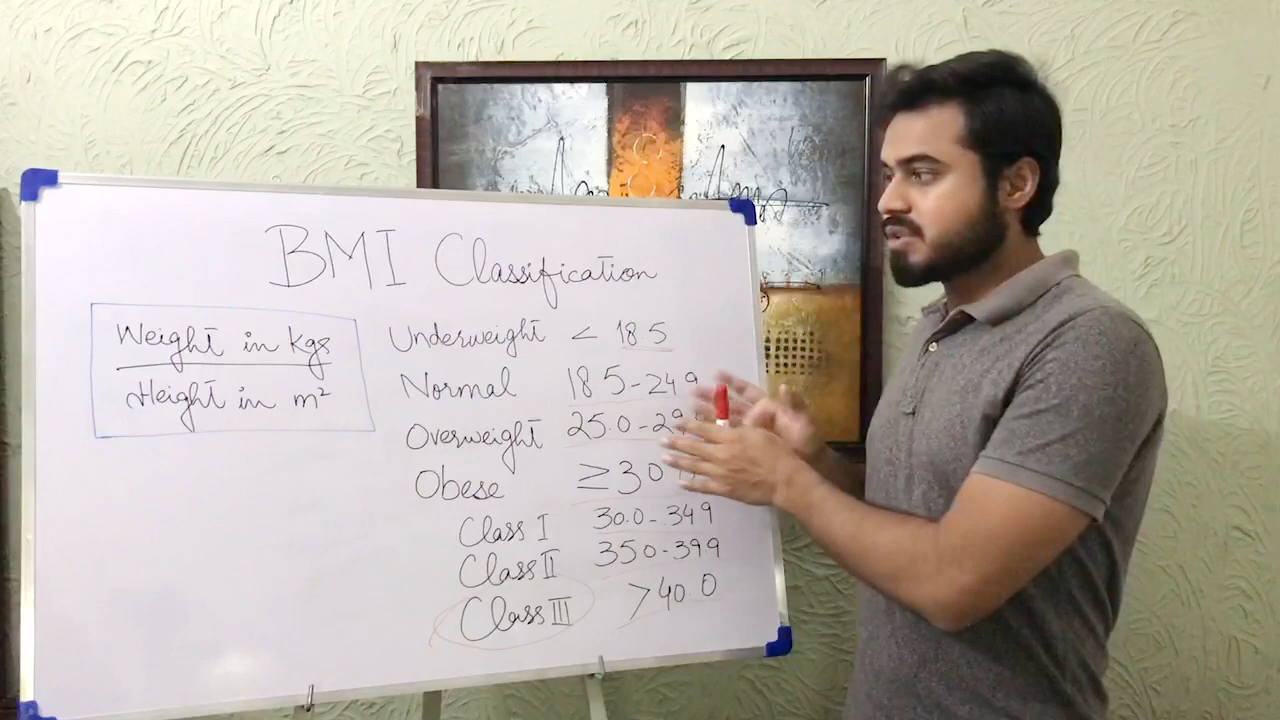 BMI Classification
Weight in kgs
Height in m²
Underweight < 18.5
Normal 18.5-24.9
Overweight 25.0-29
Obese ≥30
Class I 30.0-34.9
Class II 35.0-39.9
Class III >40.0